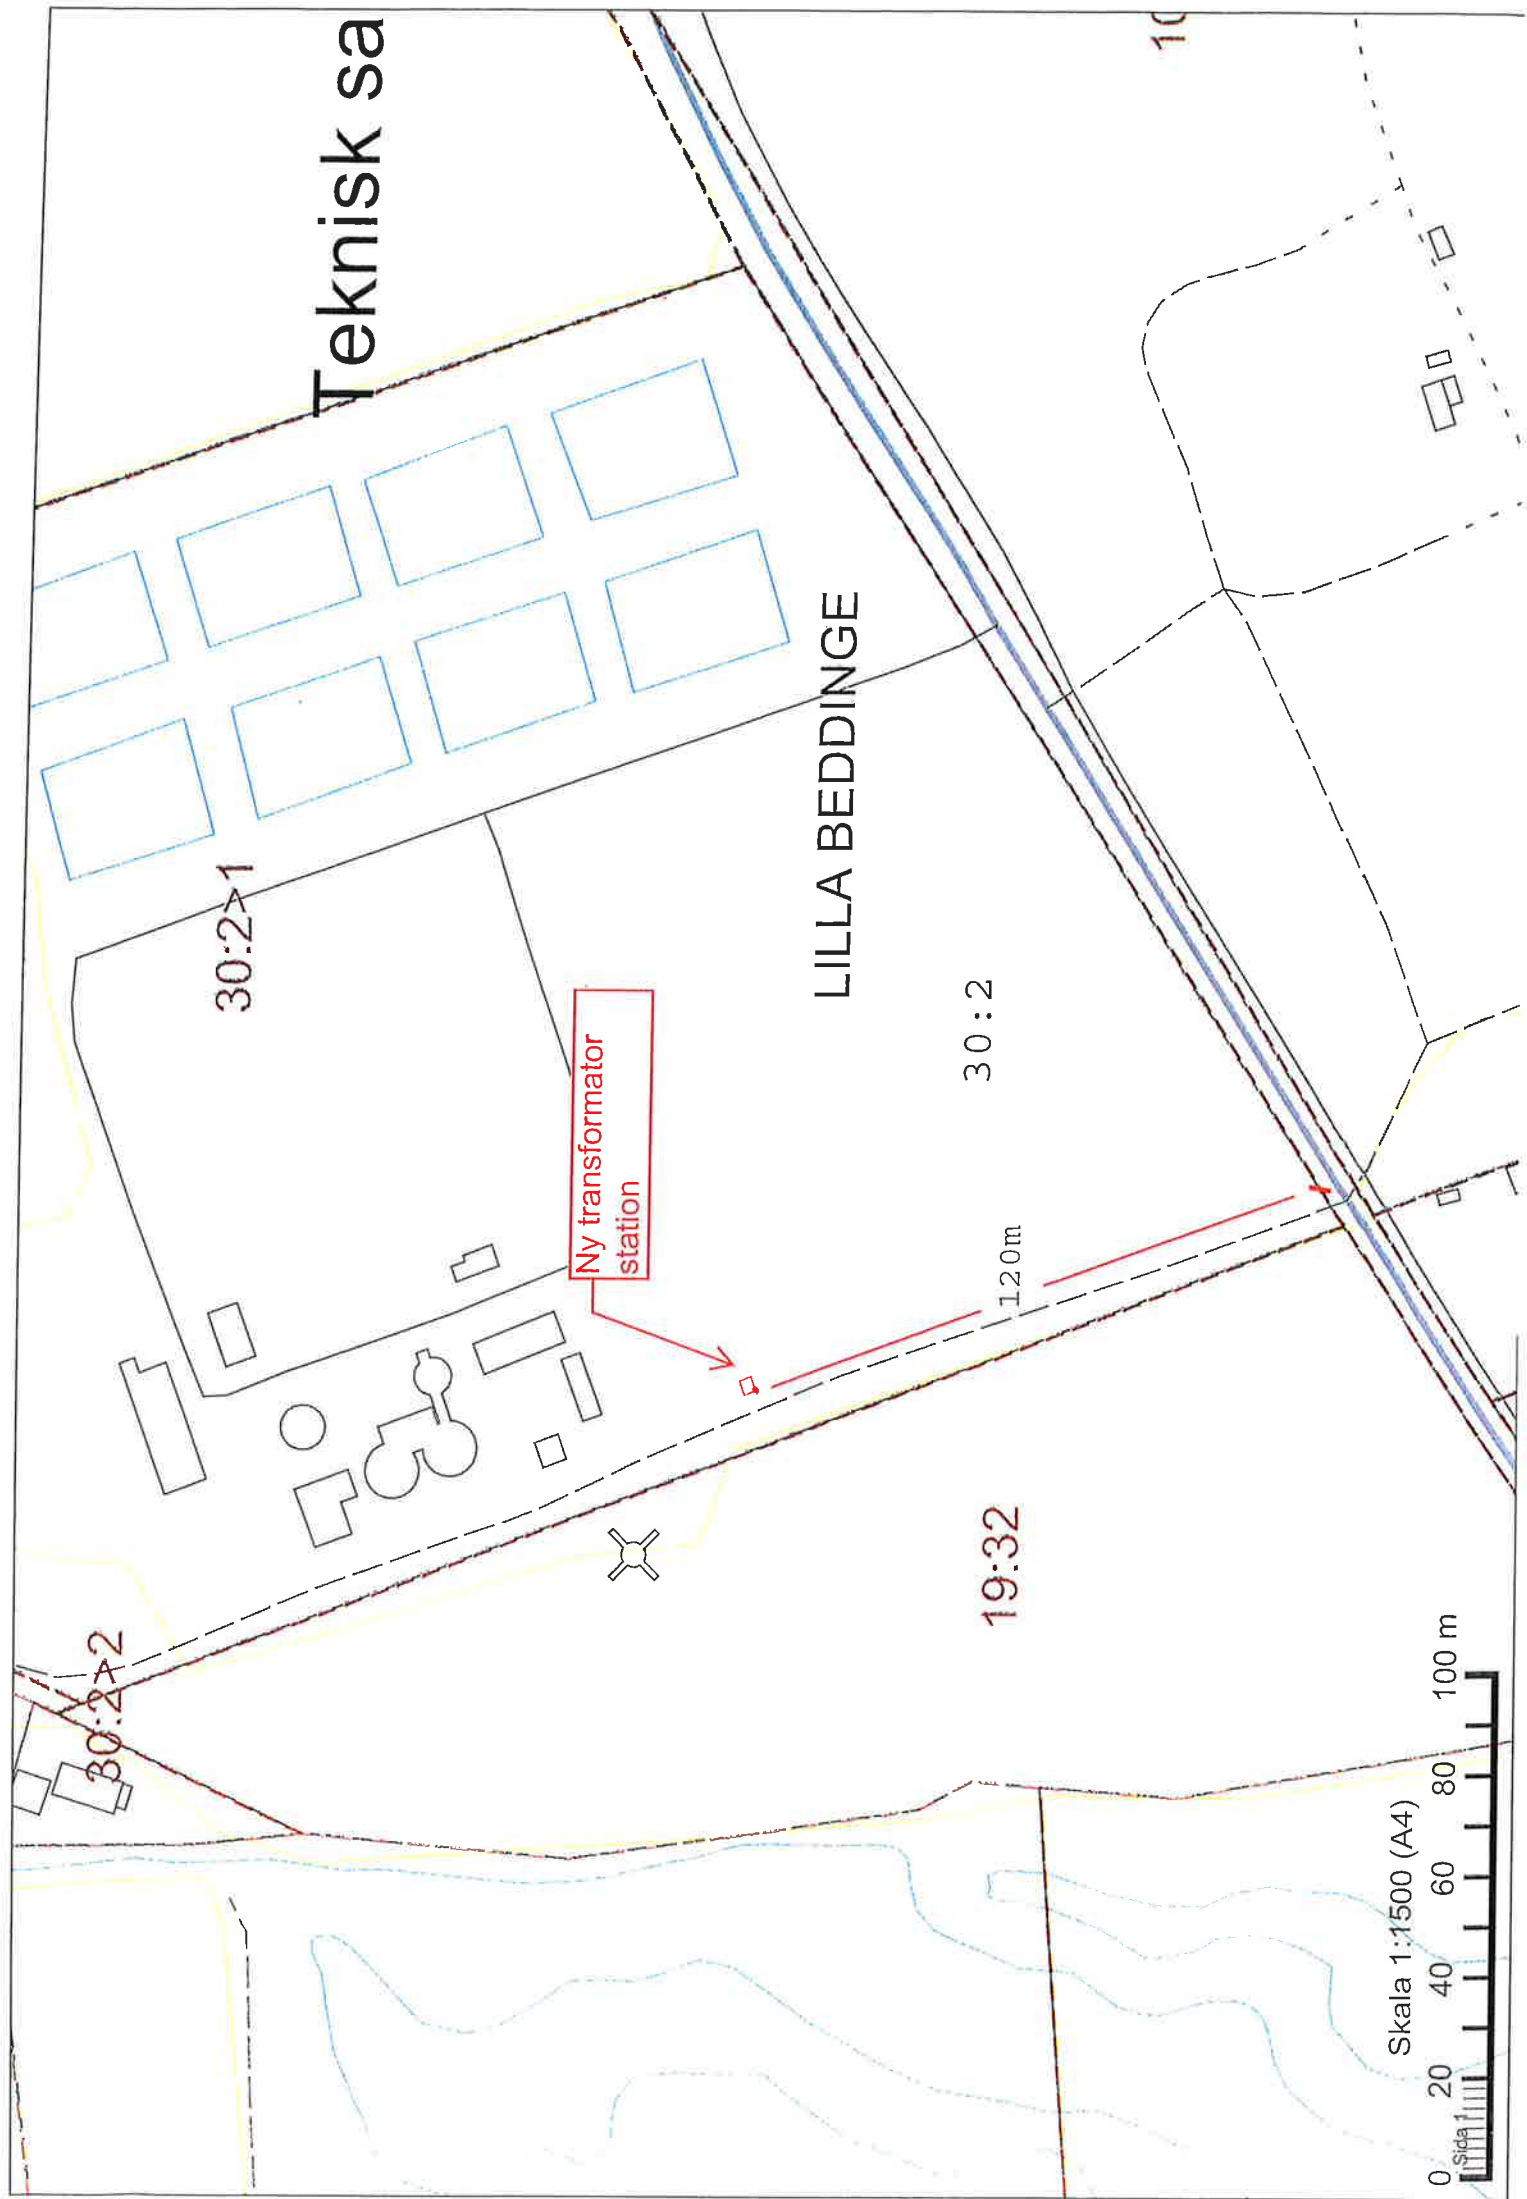 Teknisk sa
10
30:2>1
LILLA BEDDINGE
30:2
Ny transformator
station
120m
30:2>2
19:32
Skala 1:1500 (A4)
0 20 40 60 80 100 m
Sida 1